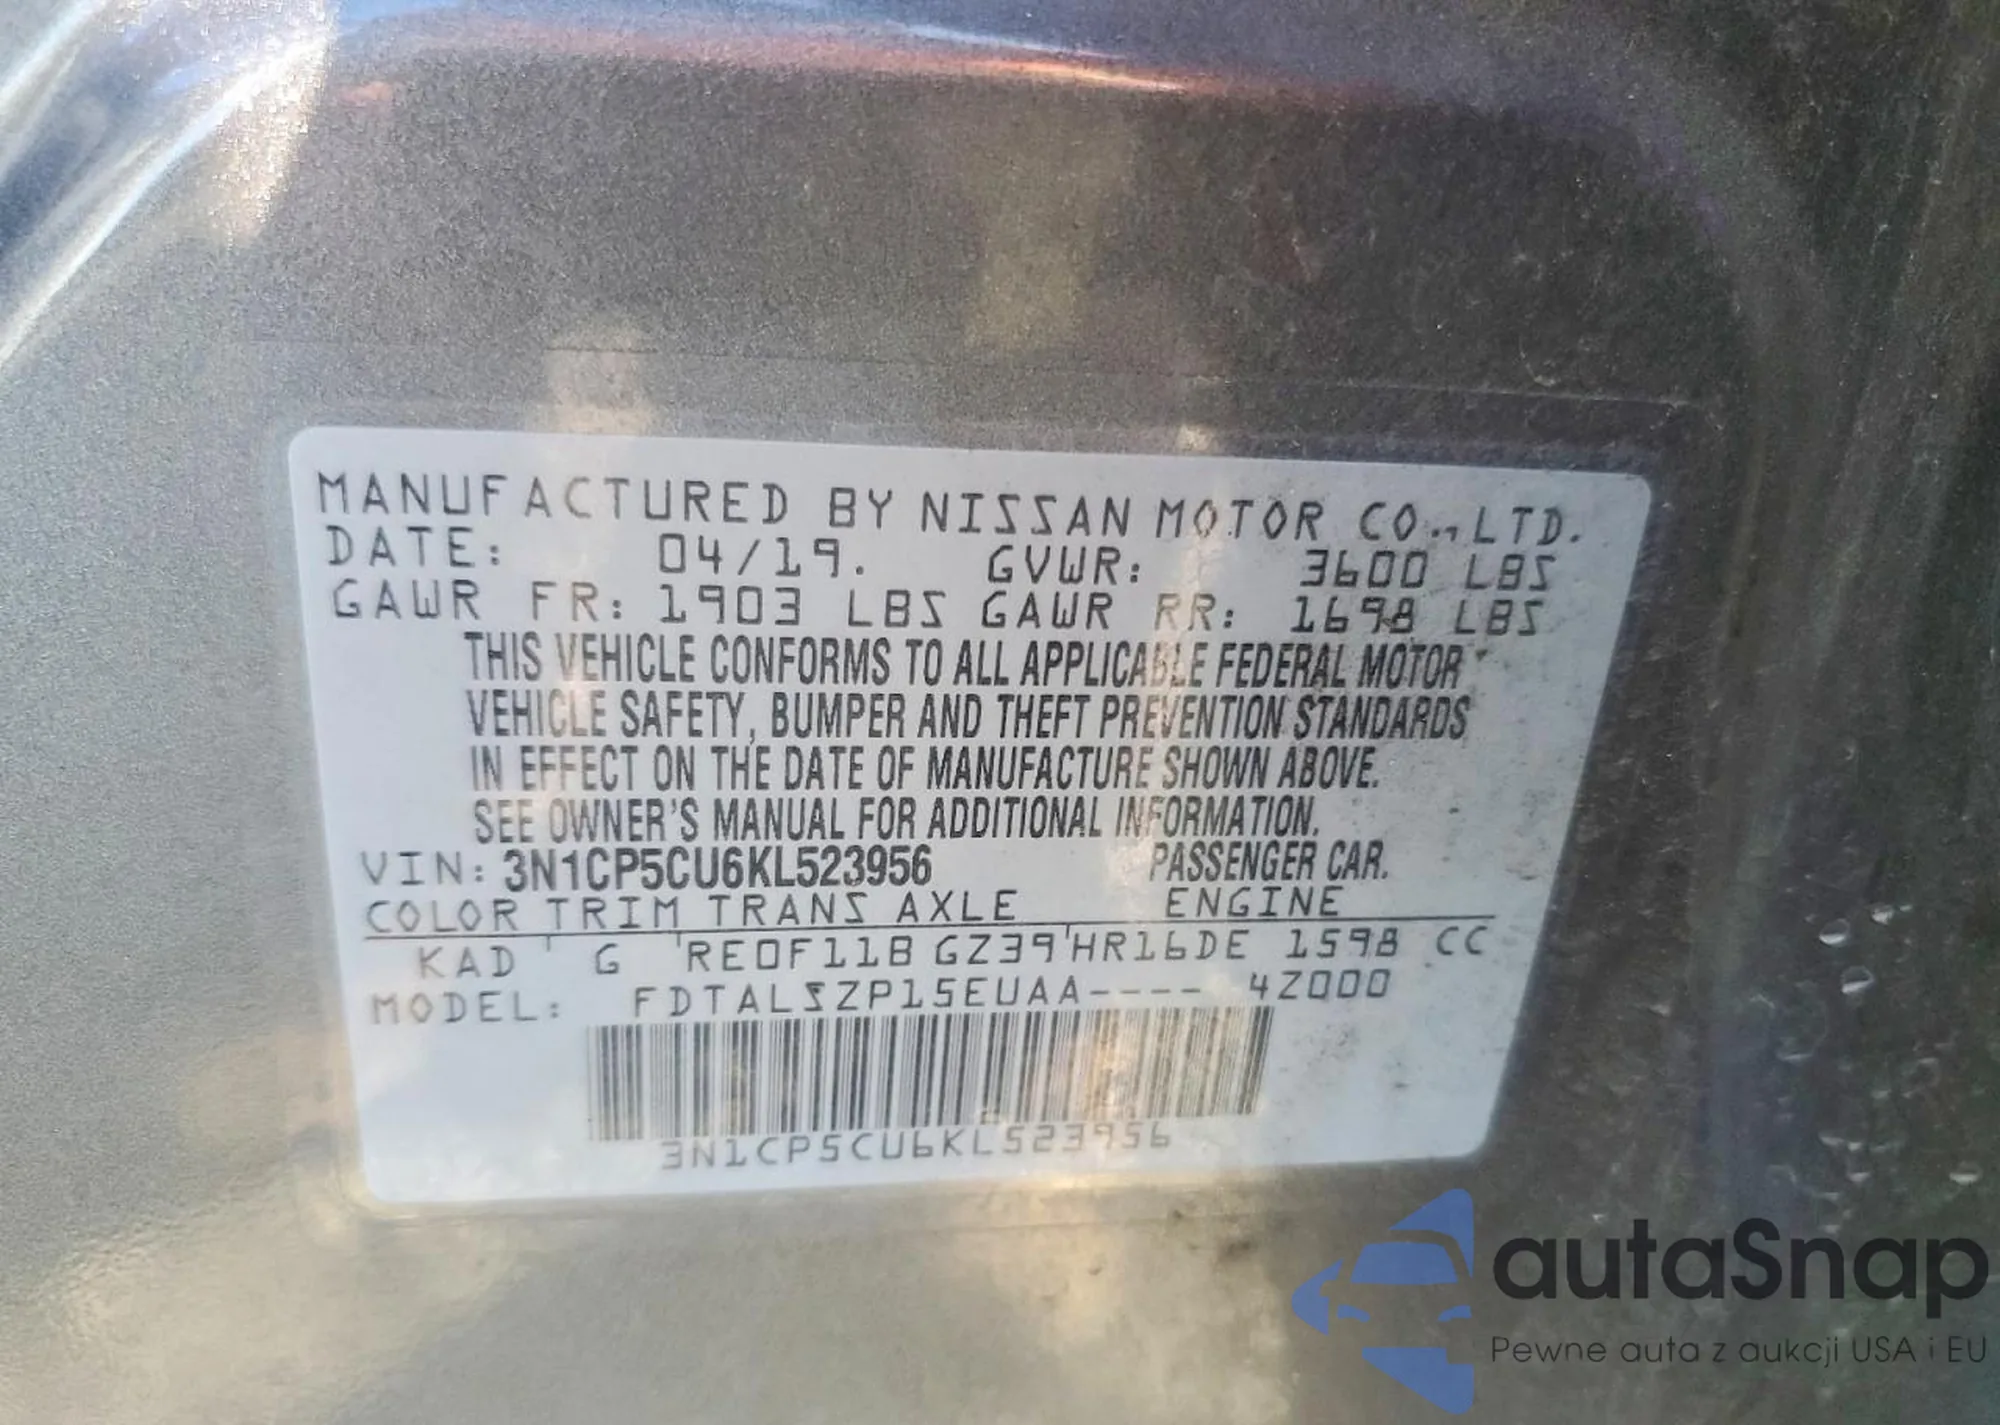 MANUFACTURED BY NISSAN MOTOR CO., LTD.
DATE: 04/19. GVWR: 3600 LBS
GAWR FR: 1903 LBS GAWR RR: 1698 LBS
THIS VEHICLE CONFORMS TO ALL APPLICABLE FEDERAL MOTOR
VEHICLE SAFETY, BUMPER AND THEFT PREVENTION STANDARDS
IN EFFECT ON THE DATE OF MANUFACTURE SHOWN ABOVE.
SEE OWNER'S MANUAL FOR ADDITIONAL INFORMATION.
VIN: 3N1CP5CU6KL523956 PASSENGER CAR.
COLOR TRIM TRANS AXLE ENGINE
KAD G RE0F11B GZ39 HR16DE 1598 CC
MODEL: FDTALSZP15EUAA---- 4Z000
3N1CP5CU6KL523956
autaSnap
Pewne auta z aukcji USA i EU